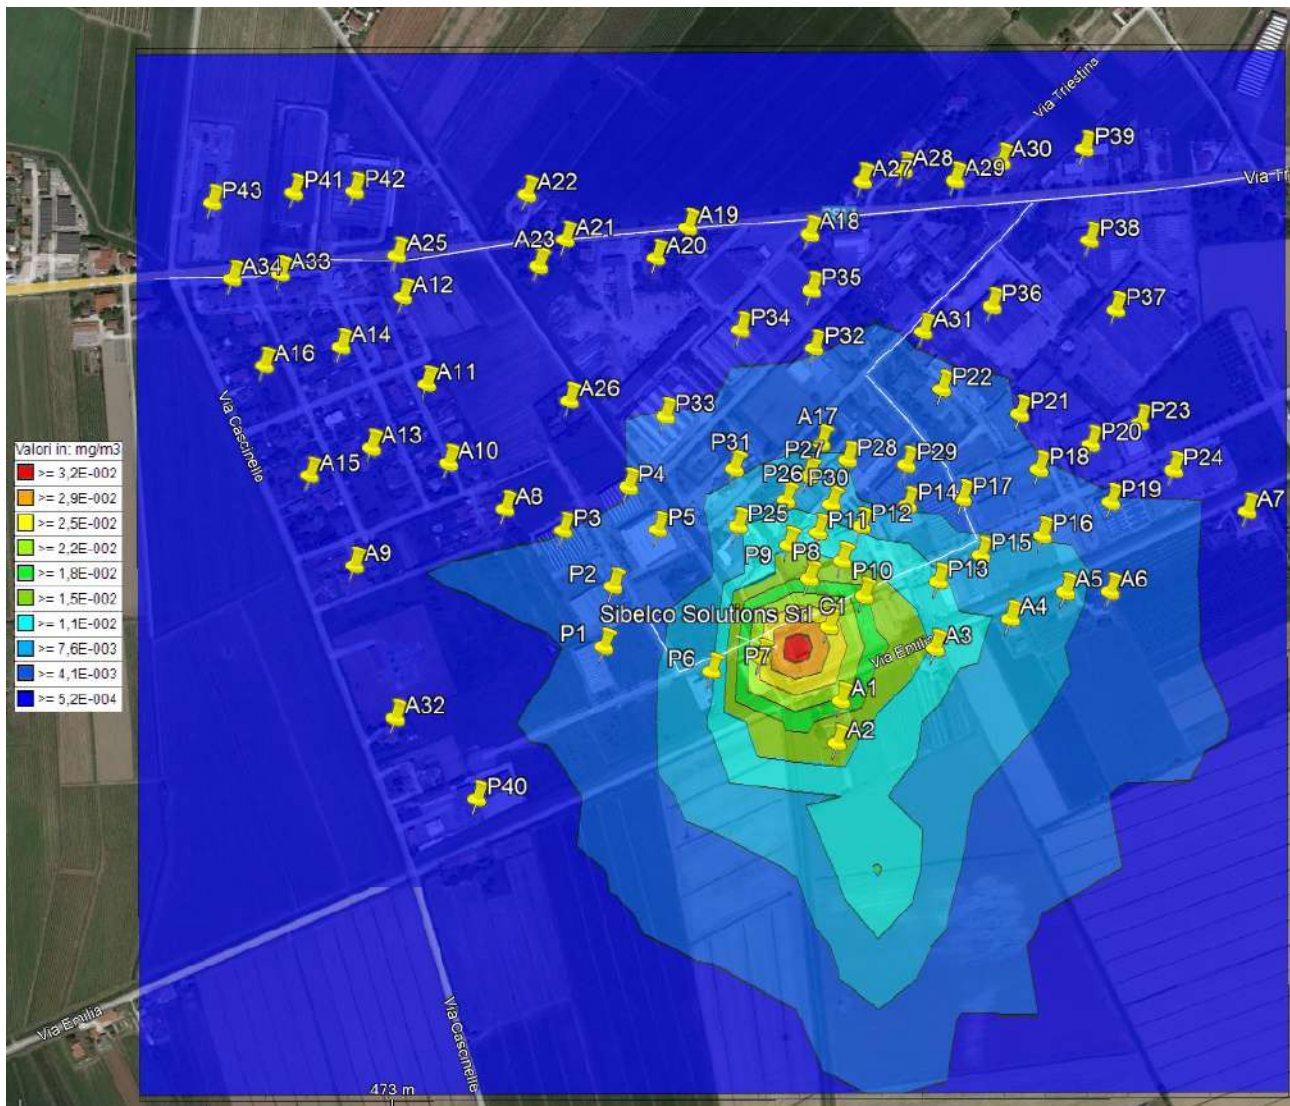 Via Triestina
P39
A30
A28
A29
A27
Via Tri
P43
P41
P42
A22
A19
A18
A21
A20
A23
A25
P38
A34
A33
A12
P35
P36
P37
A31
P34
P32
A14
A16
A11
A26
P33
P22
P21
P23
P20
A17
A13
A10
A15
P31
P27
P28
P29
P18
P24
Valori in: mg/m3
>= 3,2E-002
>= 2,9E-002
>= 2,5E-002
>= 2,2E-002
>= 1,8E-002
>= 1,5E-002
>= 1,1E-002
>= 7,6E-003
>= 4,1E-003
>= 5,2E-004
Via Cascinelle
P4
P26
P30
P14
P17
P19
A7
A8
P3
P5
P25
P11
P12
P16
P15
A9
P2
P9
P8
P10
P13
A5
A6
Sibelco Solutions Srl
C1
A4
P1
P6
P7
Via Emilia
A3
A1
A2
A32
P40
Via Emilia
Via Cascinelle
473 m